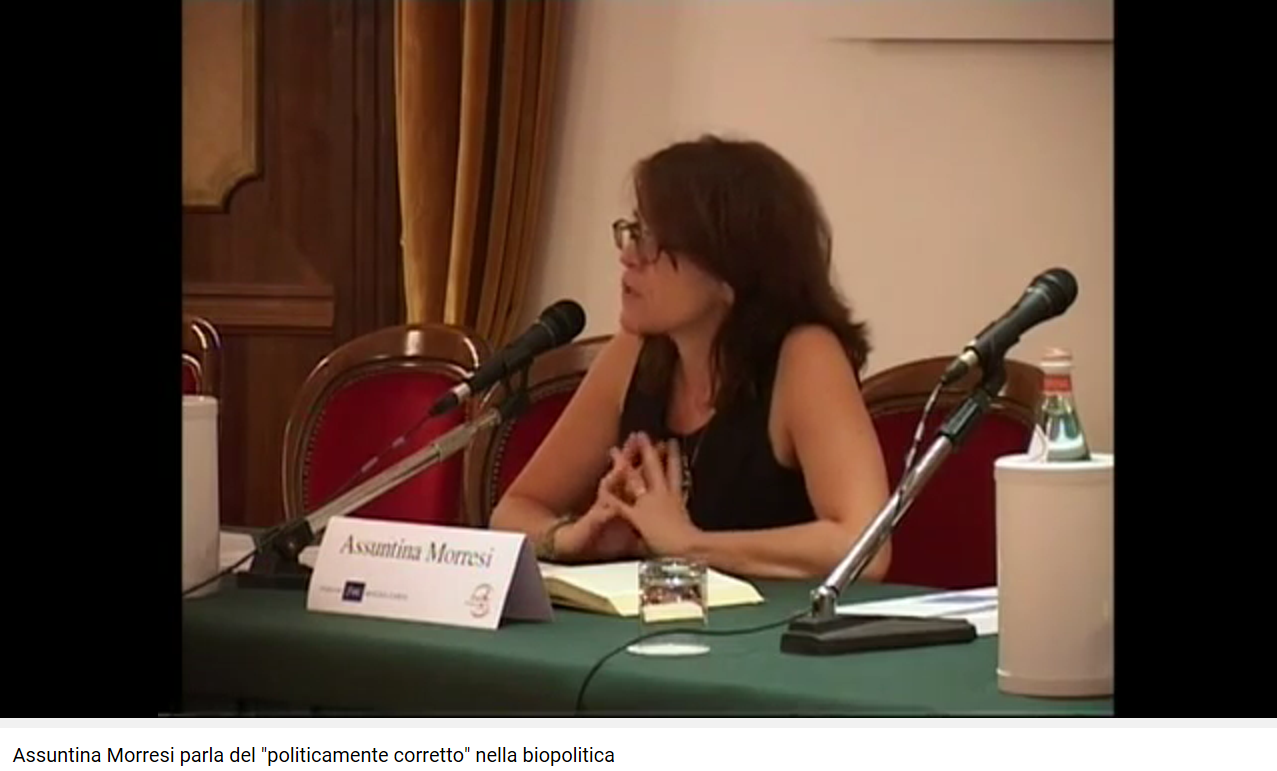 Assuntina Morresi
Assuntina Morresi parla del "politicamente corretto" nella biopolitica